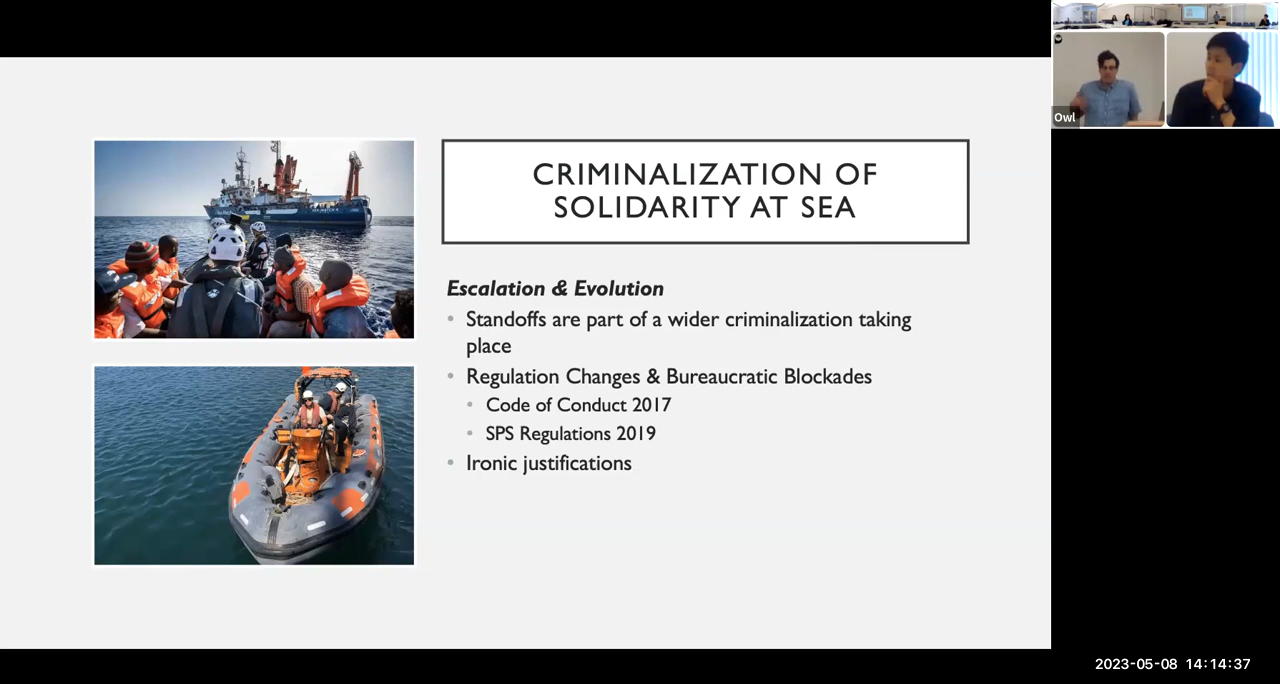 CRIMINALIZATION OF
SOLIDARITY AT SEA
Escalation & Evolution
• Standoffs are part of a wider criminalization taking
place
• Regulation Changes & Bureaucratic Blockades
• Code of Conduct 2017
• SPS Regulations 2019
• Ironic justifications
Owl
2023-05-08 14:14:37